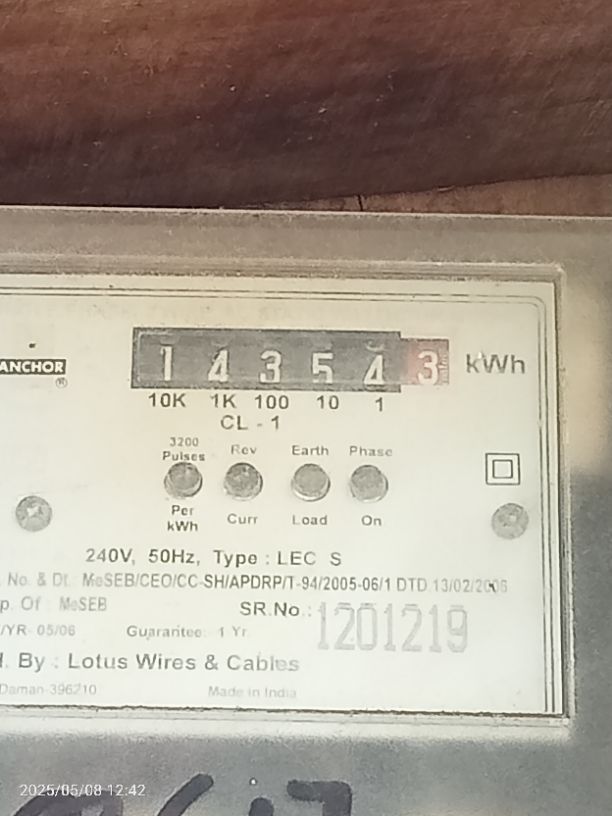 ANCHOR
®
1 4 3 5 4 3 kWh
10K 1K 100 10 1
CL - 1
3200 Pulses Per kWh
Rev Curr
Earth Load
Phase On
240V, 50Hz, Type : LEC S
No. & Dt. MeSEB/CEO/CC-SH/APDRP/T-94/2005-06/1 DTD 13/02/2006
p. Of : MeSEB SR.No.: 1201219
/YR- 05/06 Guarantee: 1 Yr.
. By : Lotus Wires & Cables
Daman-396210 Made in India
2025/05/08 12:42